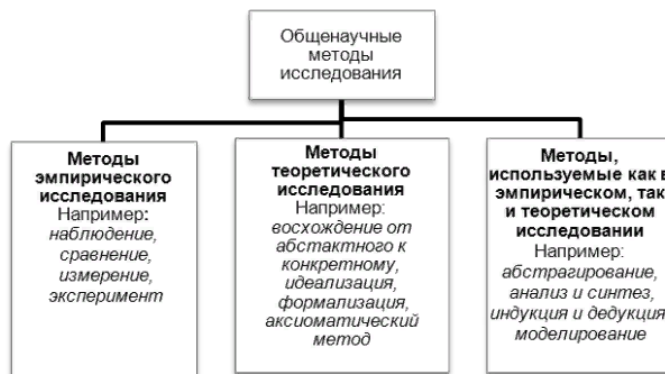 Общенаучные
методы
исследования
Методы
эмпирического
исследования
Например:
наблюдение,
сравнение,
измерение,
эксперимент
Методы
теоретического
исследования
Например:
восхождение от
абстактного к
конкретному,
идеализация,
формализация,
аксиоматический
метод
Методы,
используемые как в
эмпирическом, так
и теоретическом
исследовании
Например:
абстрагирование,
анализ и синтез,
индукция и дедукция
моделирование